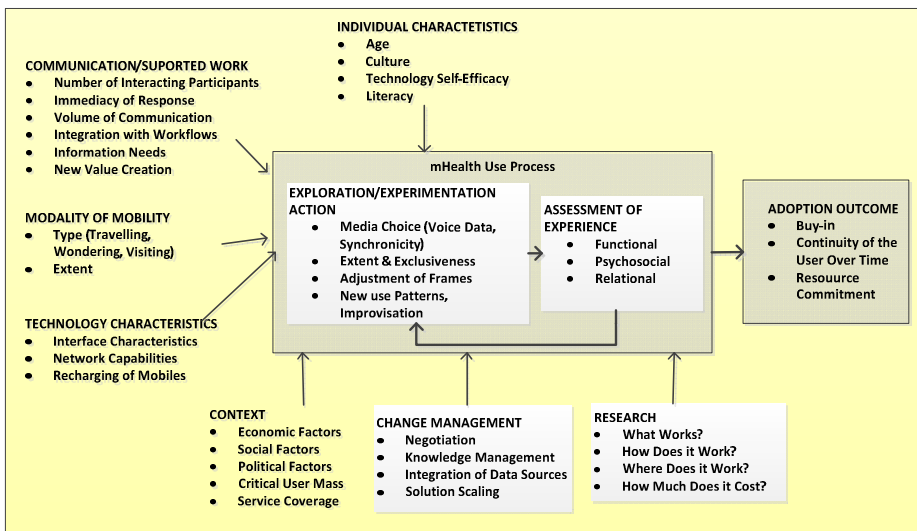 INDIVIDUAL CHARCTETISTICS
● Age
● Culture
● Technology Self-Efficacy
● Literacy
COMMUNICATION/SUPORTED WORK
● Number of Interacting Participants
● Immediacy of Response
● Volume of Communication
● Integration with Workflows
● Information Needs
● New Value Creation
MODALITY OF MOBILITY
● Type (Travelling,
Wondering, Visiting)
● Extent
TECHNOLOGY CHARACTERISTICS
● Interface Characteristics
● Network Capabilities
● Recharging of Mobiles
mHealth Use Process
EXPLORATION/EXPERIMENTATION
ACTION
● Media Choice (Voice Data,
Synchronicity)
● Extent & Exclusiveness
● Adjustment of Frames
● New use Patterns,
Improvisation
ASSESSMENT OF
EXPERIENCE
● Functional
● Psychosocial
● Relational
ADOPTION OUTCOME
● Buy-in
● Continuity of the
User Over Time
● Resouurce
Commitment
CONTEXT
● Economic Factors
● Social Factors
● Political Factors
● Critical User Mass
● Service Coverage
CHANGE MANAGEMENT
● Negotiation
● Knowledge Management
● Integration of Data Sources
● Solution Scaling
RESEARCH
● What Works?
● How Does it Work?
● Where Does it Work?
● How Much Does it Cost?